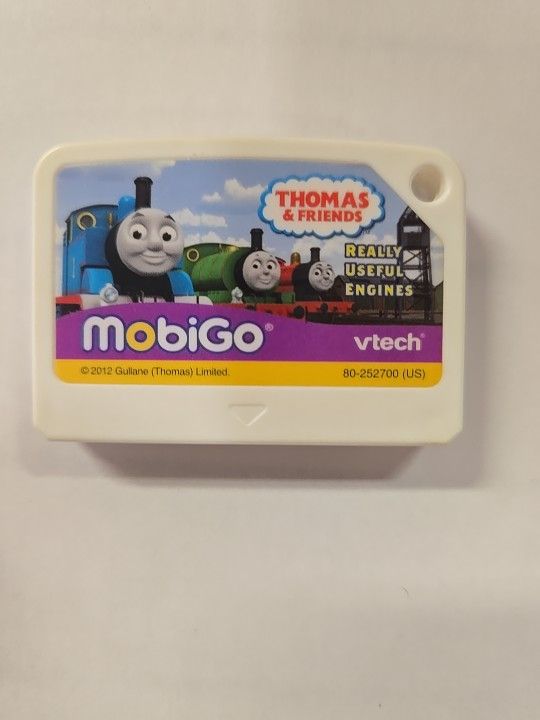 THOMAS
& FRIENDS
REALLY
USEFUL
ENGINES
MobiGo®
vtech®
© 2012 Gullane (Thomas) Limited.
80-252700 (US)